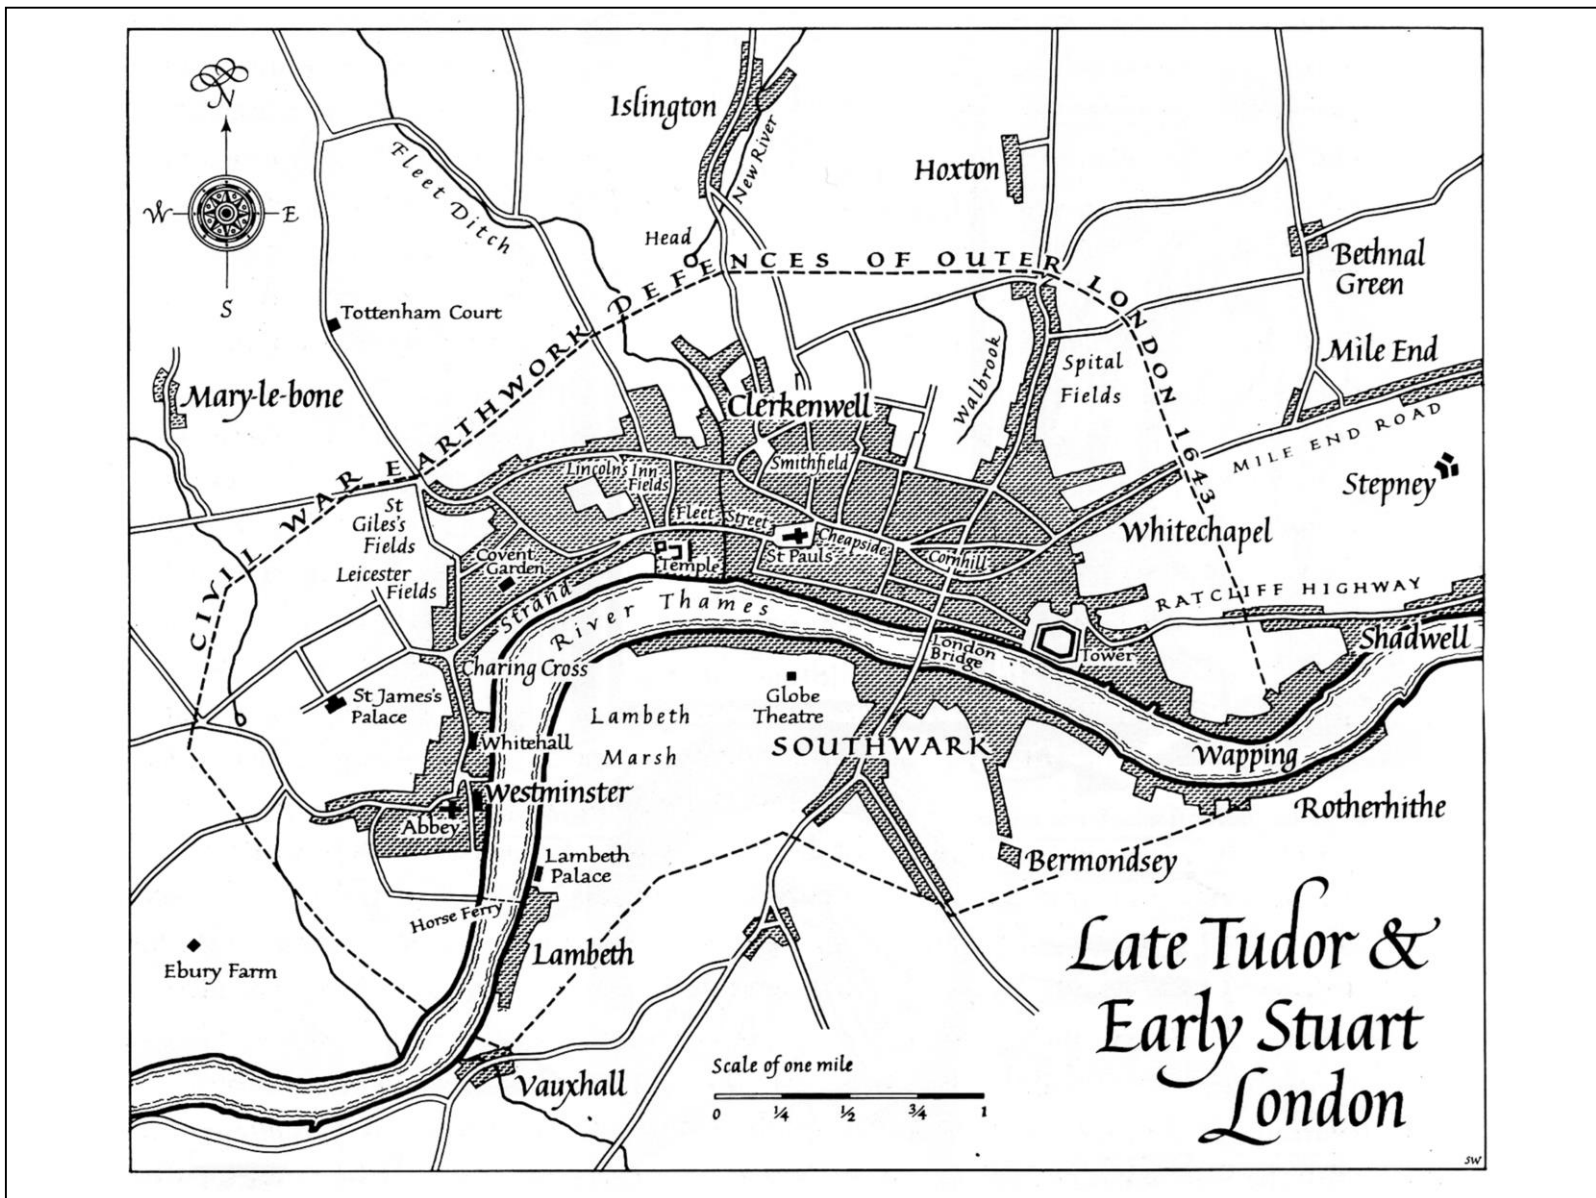 N
W
E
S
Islington
New River
Head
Hoxton
Fleet Ditch
Tottenham Court
Bethnal
Green
CIVIL WAR EARTHWORK DEFENCES OF OUTER LONDON 1643
Mary-le-bone
Clerkenwell
Walbrook
Spital
Fields
Mile End
MILE END ROAD
Stepney
St
Giles's
Fields
Lincoln's Inn
Fields
Smithfield
Fleet Street
Temple
St Pauls
Cheapside
Cornhill
Whitechapel
Covent
Garden
Leicester
Fields
Strand
River Thames
RATCLIFF HIGHWAY
Shadwell
Charing Cross
London
Bridge
Tower
St James's
Palace
Globe
Theatre
Lambeth
Marsh
SOUTHWARK
Whitehall
Westminster
Abbey
Wapping
Rotherhithe
Bermondsey
Lambeth
Palace
Horse Ferry
Lambeth
Ebury Farm
Vauxhall
Scale of one mile
0 ¼ ½ ¾ 1
Late Tudor &
Early Stuart
London
SW